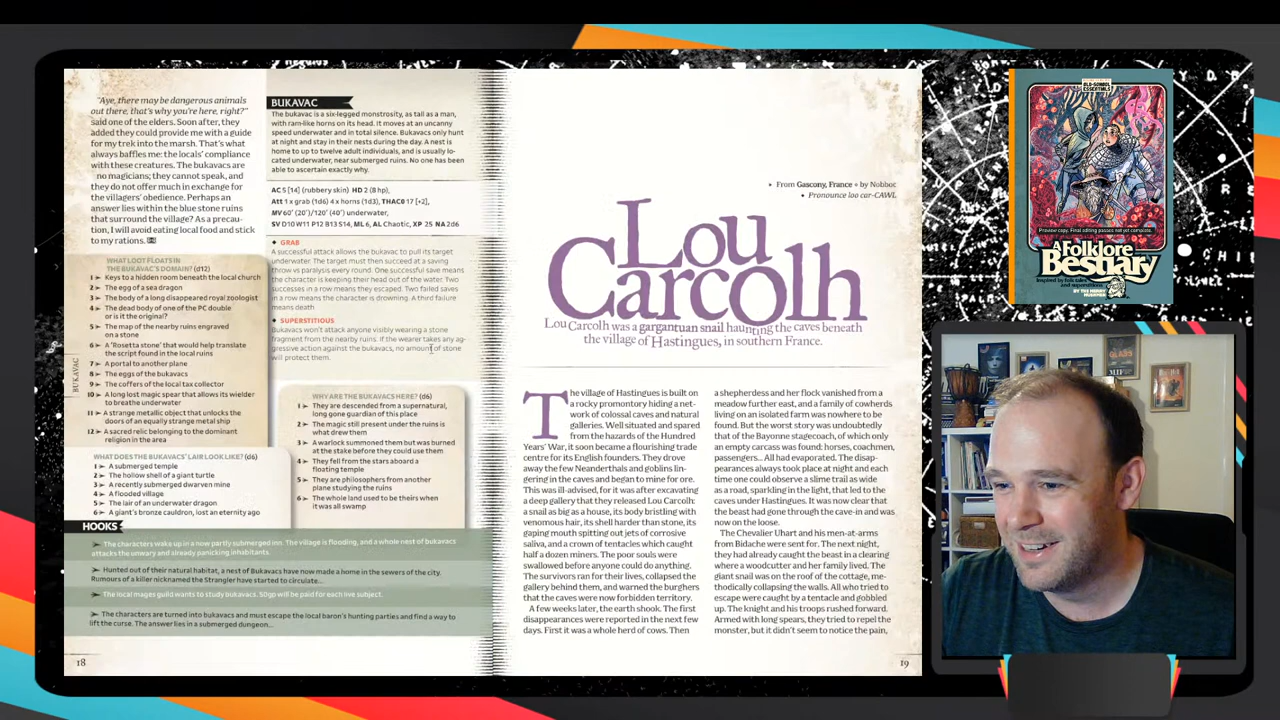 "Aye, there may be dangerous animals
out there, that's why you're here, right?"
Said one of the elders. Soon after, they
added they could provide me with a guide
for my trek into the marsh. That's what
always baffles me: the locals' compliance
with these creatures. The bukavacs are
no magicians; they cannot speak, and
they do not offer much in exchange for
the villagers' obedience. Perhaps an
answer lies within the blue stone ruins
that surround the village? As a precau-
tion, I will avoid eating local food and stick
to my rations.
WHAT LOOT FLOATS IN
THE BUKAVAC'S DOMAIN? (d12)
1 ➤ Keys to a hidden room beneath the local church
2 ➤ The egg of a sea dragon
3 ➤ The body of a long disappeared royal zoologist
4 ➤ The dead body of one of the PC double
or is it the original?
5 ➤ The map of the nearby ruins engraved
on a stone
6 ➤ A 'Rosetta stone' that would help translate
the script found in the local ruins
7 ➤ A portal to another plane
8 ➤ The eggs of the bukavacs
9 ➤ The coffers of the local tax collector
10 ➤ A long lost magic spear that allows its wielder
to breathe underwater
11 ➤ A strange metallic object that unlocks the
doors of an equally strange metal ship
12 ➤ A sacred relic belonging to the dominant
religion in the area
WHAT DOES THE BUKAVACS' LAIR LOOK LIKE? (d6)
1 ➤ A submerged temple
2 ➤ The hollow shell of a giant turtle
3 ➤ A recently submerged dwarven mine
4 ➤ A flooded village
5 ➤ The lair of an underwater dragon
6 ➤ A giant's bronze cauldron, lost an eternity ago
BUKAVAC
BUKAVAC
The bukavac is a six-legged monstrosity, as tall as a man,
with ram-like horns on its head. It moves at an uncanny
speed underwater and in total silence. Bukavacs only hunt
at night and stay in their nests during the day. A nest is
home to up to twelve adult individuals, and is usually lo-
cated underwater, near submerged ruins. No one has been
able to ascertain exactly why.
AC 5 [14] (rubbery skin) HD 2 (8 hp),
Att 1 x grab (1d6) 4 x horns (1d3), THAC0 17 [+2],
MV 60' (20')/120' (40') underwater,
SV D10 W11 P12 B13 S14, ML 6, AL Chaotic, XP 25 NA 2d6
◆ GRAB
A successful attack allows the bukavac to pull its target
underwater. The target must then succeed at a saving
throw vs paralysis every round. One successful save means
the character is keeping their head out of water. Two
successes in a row means they escaped. Two failed saves
in a row means the character is drowning. A third failure
means death
◆ SUPERSTITIOUS
Bukavacs won't attack anyone visibly wearing a stone
fragment from the nearby ruins. If the wearer takes any ag-
gressive action against the bukavacs, no amount of stone
will protect them.
WHY ARE THE BUKAVACS HERE? (d6)
1 ➤ They are descended from a supernatural,
long gone guardian of this place
2 ➤ The magic still present under the ruins is
what drew them
3 ➤ A warlock summoned them but was burned
at the stake before they could leave
4 ➤ They fell from the stars aboard a
floating temple
5 ➤ They are philosophers from another
plane studying the ruins
6 ➤ The whole land used to be theirs when
it was all swamp
HOOKS
➤ The characters wake up in a now partly submerged inn. The village is flooding, and a whole nest of bukavacs
attacks the unwary and already panicking inhabitants.
➤ Hunted out of their natural habitat, a nest of Bukavacs have now made a home in the sewers of the city.
Rumours of a killer nicknamed the Strangler have started to circulate...
➤ The local mages guild wants to study bukavacs. 50gp will be paid for each live subject.
➤ The characters are turned into bukavacs and must escape the local baron's hunting parties and find a way to
lift the curse. The answer lies in a submerged dungeon...
18
• From Gascony, France • by Nobboc
• Pronounce loo car-CAWL
Lou
Carcolh
Lou Carcolh was a gargantuan snail haunting the caves beneath
the village of Hastingues, in southern France.
The village of Hastingues is built on
a rocky promontory hiding a net-
work of colossal caves and natural
galleries. Well situated and spared
from the hazards of the Hundred
Years' War, it soon became a flourishing trade
centre for its English founders. They drove
away the few Neanderthals and goblins lin-
gering in the caves and began to mine for ore.
This was ill-advised, for it was after excavating
a deep gallery that they released Lou Carcolh:
a snail as big as a house, its body bristling with
venomous hair, its shell harder than stone, its
gaping mouth spitting out jets of corrosive
saliva, and a crown of tentacles which caught
half a dozen miners. The poor souls were
swallowed before anyone could do anything.
The survivors ran for their lives, collapsed the
gallery behind them, and warned the burghers
that the caves were now forbidden territory.
A few weeks later, the earth shook. The first
disappearances were reported in the next few
days. First it was a whole herd of cows. Then
a shepherdess and her flock vanished from a
meadow further east, and a family of cowherds
living on an isolated farm was nowhere to be
found. But the worst story was undoubtedly
that of the Bayonne stagecoach, of which only
an empty carcass was found: horses, coachmen,
passengers... All had evaporated. The disap-
pearances always took place at night and each
time one could observe a slime trail as wide
as a road, sparkling in the light, that led to the
caves under Hastingues. It was now clear that
the beast had gone through the cave-in and was
now on the loose.
The Chevalier Uhart and his men-at-arms
from Bidache were sent for. The next night,
they had already caught the beast in a clearing
where a woodcutter and her family lived. The
giant snail was on the roof of the cottage, me-
thodically collapsing the walls. All who tried to
escape were caught by a tentacle and gobbled
up. The knight and his troops rushed forward.
Armed with long spears, they tried to repel the
monster, but it didn't seem to notice the pain,
19
OLD-SCHOOL
ESSENTIALS
Preview copy. Final editing passes not yet complete.
A Folklore
Bestiary
BY THE MERRY
MUSHMEN